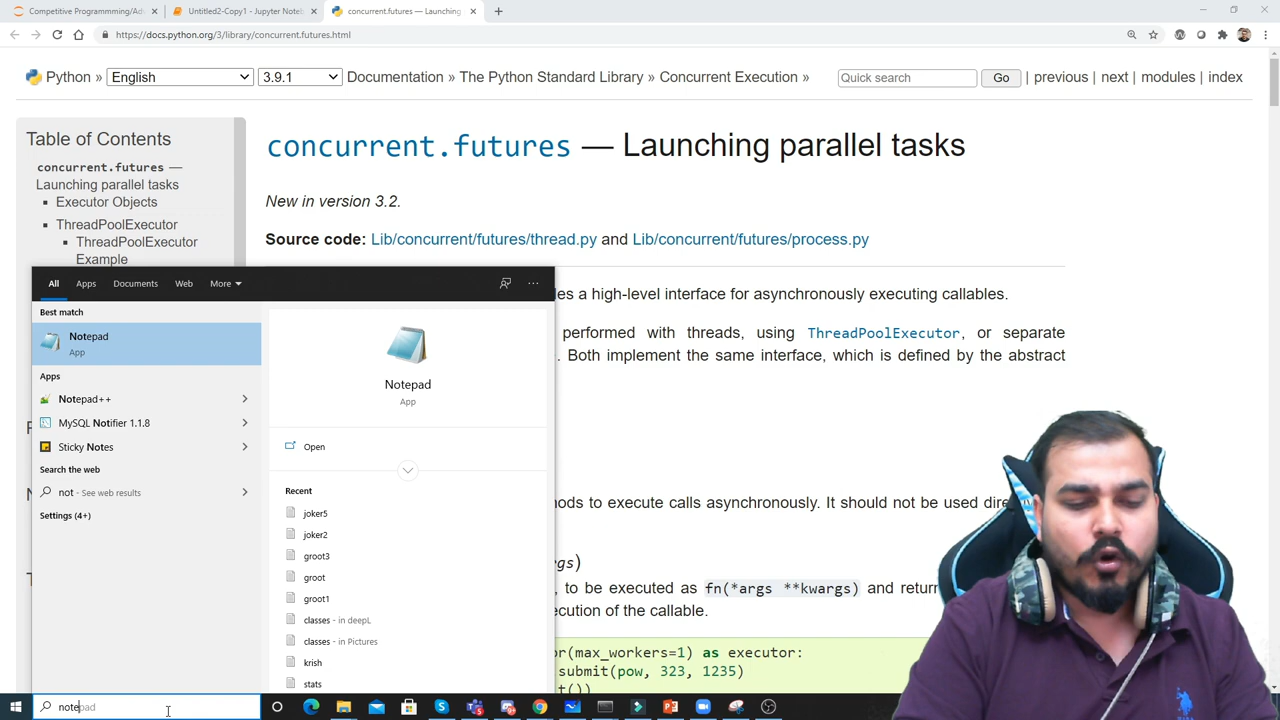 Competitive Programmming/Ad
Untitled2-Copy1 - Jupyter Noteb
concurrent.futures — Launching
https://docs.python.org/3/library/concurrent.futures.html
Python » English 3.9.1 Documentation » The Python Standard Library » Concurrent Execution » Quick search Go | previous | next | modules | index
Table of Contents
concurrent.futures —
Launching parallel tasks
Executor Objects
ThreadPoolExecutor
ThreadPoolExecutor
Example
concurrent.futures — Launching parallel tasks
New in version 3.2.
Source code: Lib/concurrent/futures/thread.py and Lib/concurrent/futures/process.py
es a high-level interface for asynchronously executing callables.
performed with threads, using ThreadPoolExecutor, or separate
. Both implement the same interface, which is defined by the abstract
ods to execute calls asynchronously. It should not be used
gs)
, to be executed as fn(*args **kwargs) and return
ecution of the callable.
or(max_workers=1) as executor:
submit(pow, 323, 1235)
t())
All Apps Documents Web More
Best match
Notepad
App
Apps
Notepad++
MySQL Notifier 1.1.8
Sticky Notes
Search the web
not - See web results
Settings (4+)
Notepad
App
Open
Recent
joker5
joker2
groot3
groot
groot1
classes - in deepL
classes - in Pictures
krish
stats
notepad